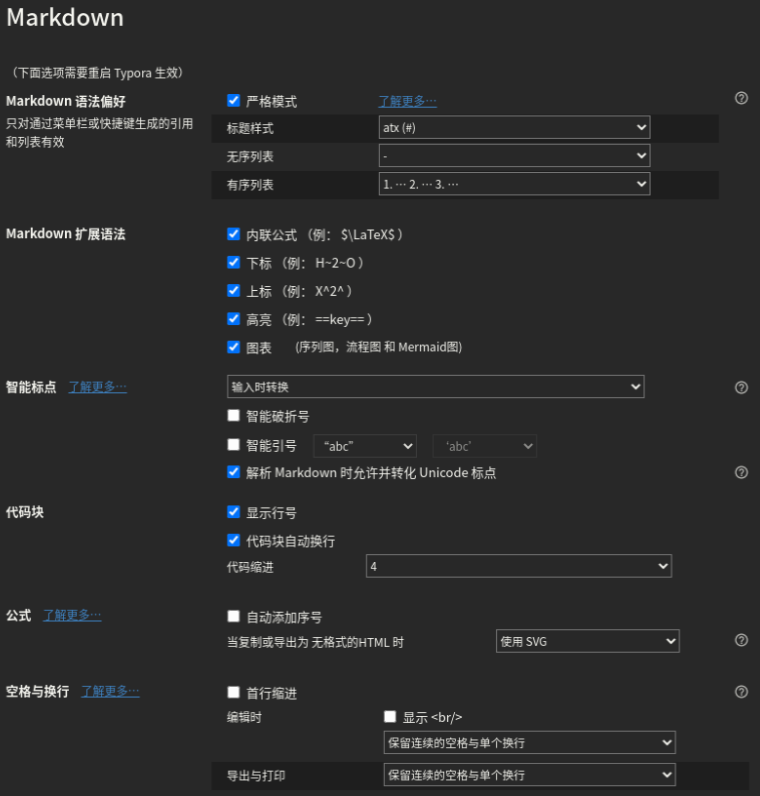 Markdown
（下面选项需要重启 Typora 生效）
Markdown 语法偏好
只对通过菜单栏或快捷键生成的引用
和列表有效
严格模式 了解更多…
标题样式 atx (#)
无序列表 -
有序列表 1. … 2. … 3. …
Markdown 扩展语法
内联公式 （例： $\LaTeX$ ）
下标 （例： H~2~O ）
上标 （例： X^2^ ）
高亮 （例： ==key== ）
图表 (序列图，流程图 和 Mermaid图)
智能标点 了解更多… 输入时转换
智能破折号
智能引号 “abc” ‘abc’
解析 Markdown 时允许并转化 Unicode 标点
代码块
显示行号
代码块自动换行
代码缩进 4
公式 了解更多… 自动添加序号
当复制或导出为 无格式的HTML 时 使用 SVG
空格与换行 了解更多… 首行缩进
编辑时 显示 <br/>
保留连续的空格与单个换行
导出与打印 保留连续的空格与单个换行